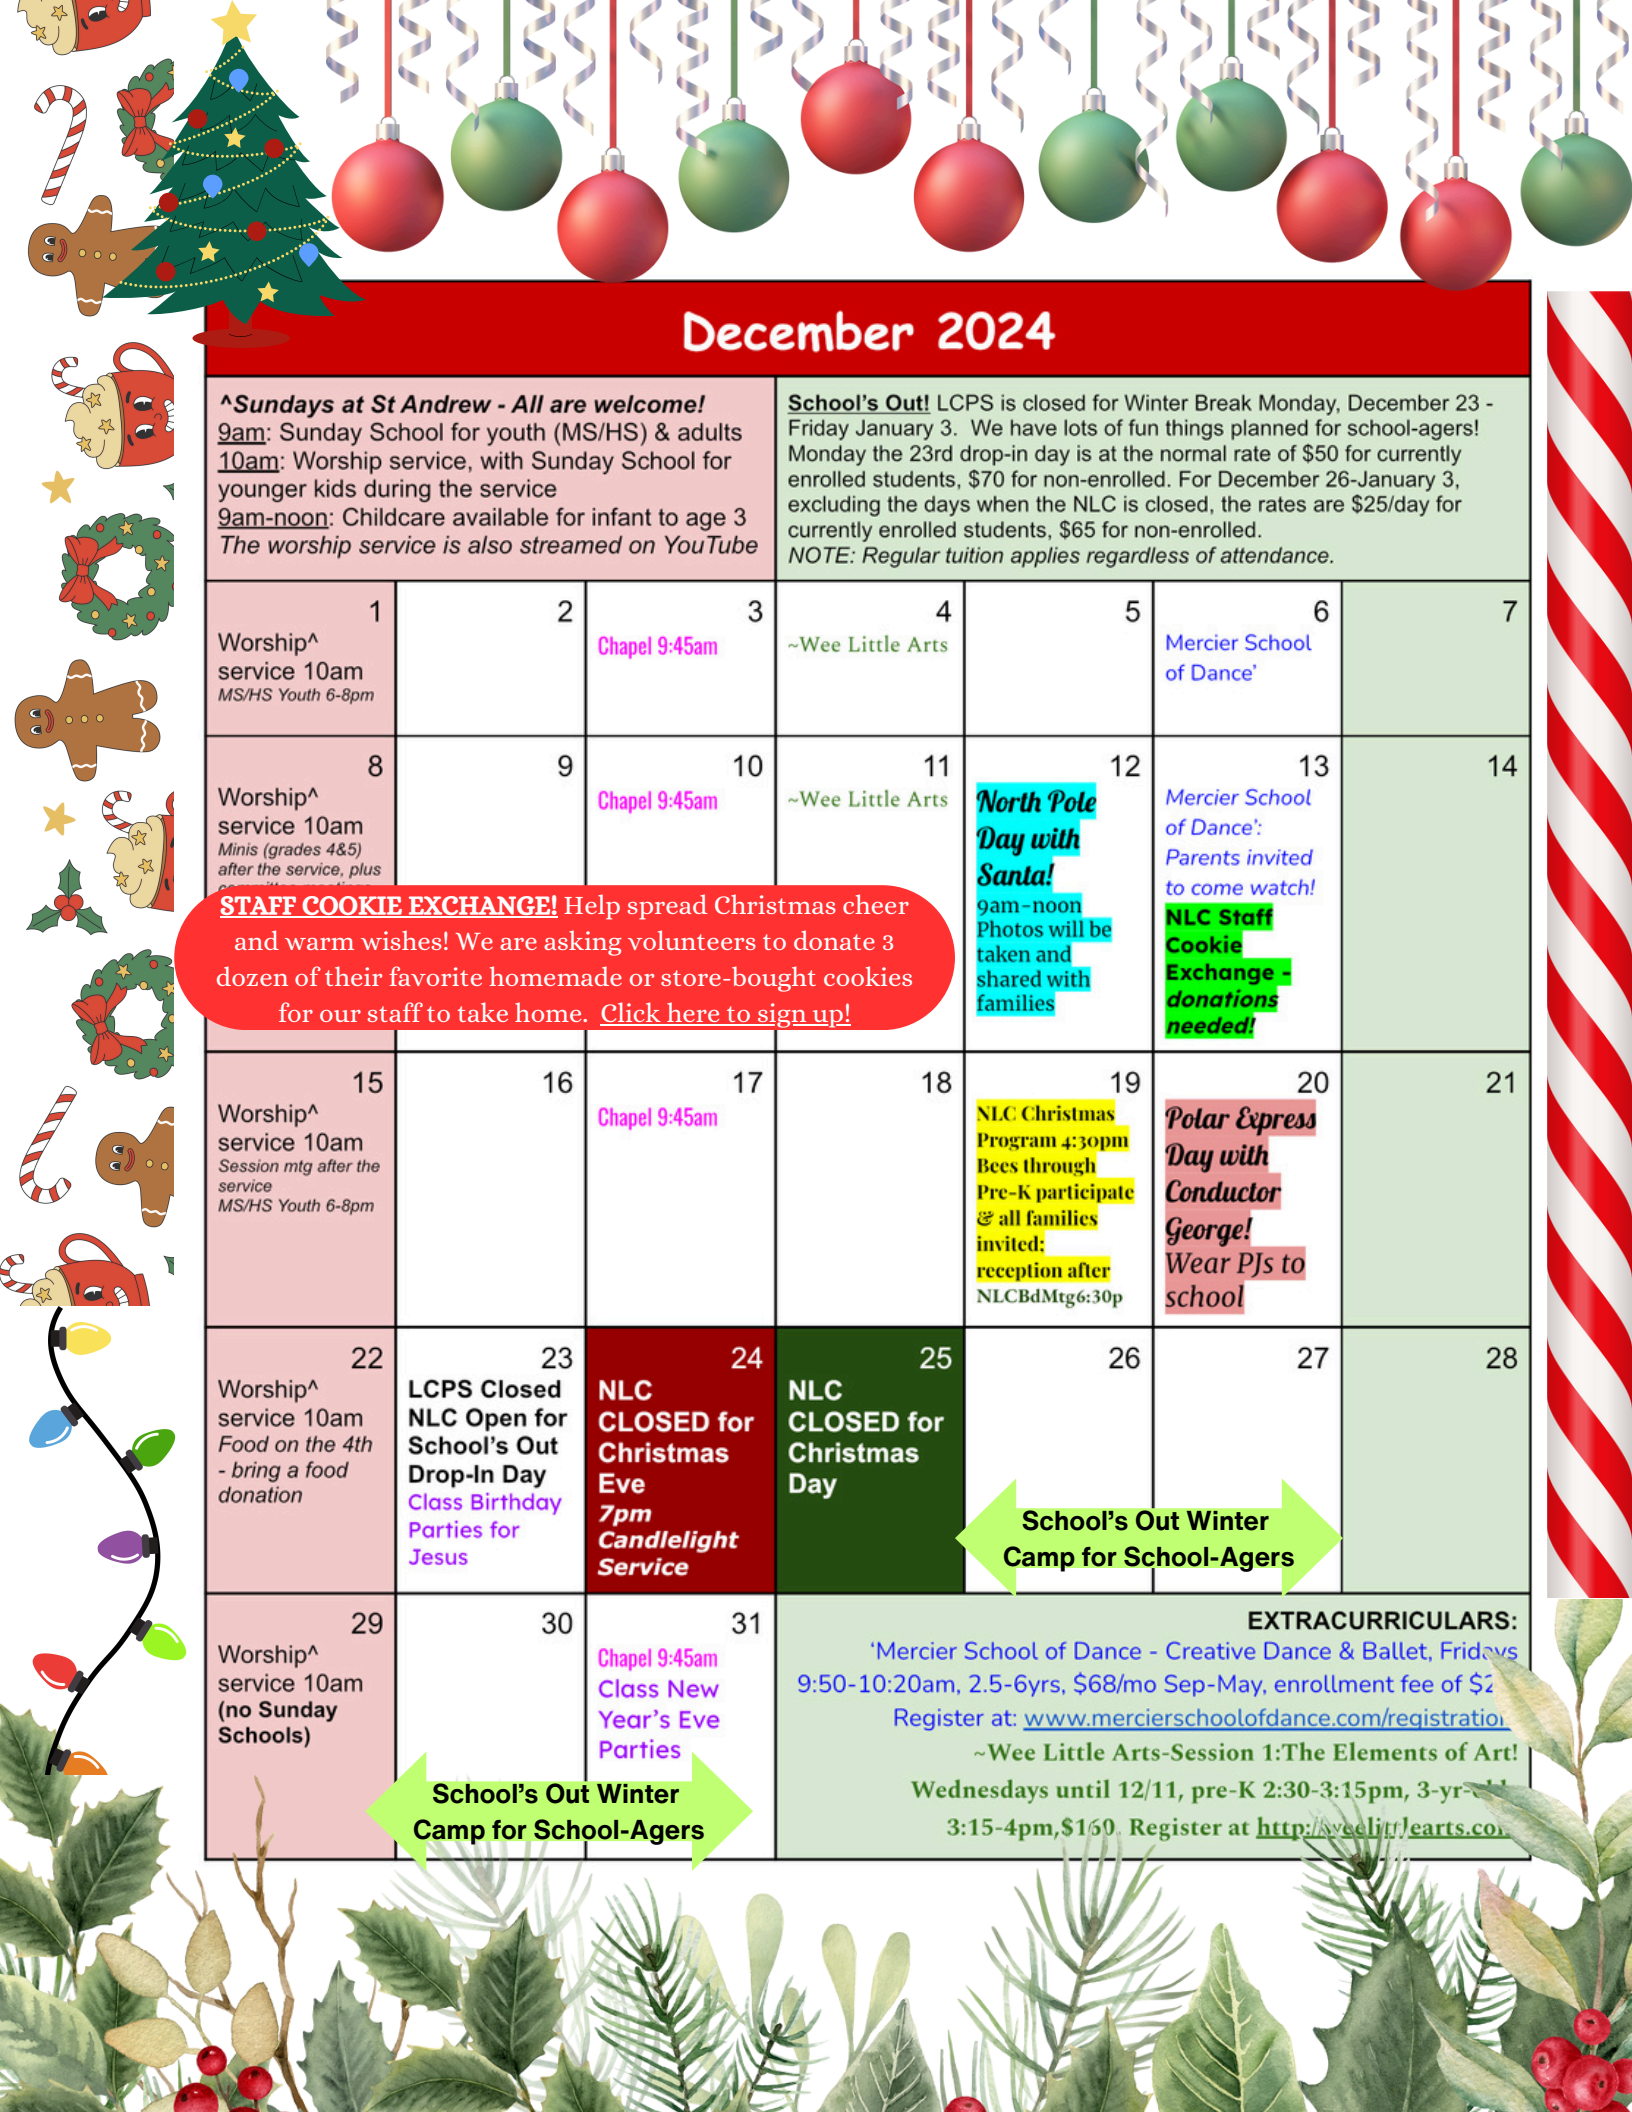 December 2024
^Sundays at St Andrew - All are welcome!
9am: Sunday School for youth (MS/HS) & adults
10am: Worship service, with Sunday School for
younger kids during the service
9am-noon: Childcare available for infant to age 3
The worship service is also streamed on YouTube
School's Out! LCPS is closed for Winter Break Monday, December 23 -
Friday January 3.  We have lots of fun things planned for school-agers!
Monday the 23rd drop-in day is at the normal rate of $50 for currently
enrolled students, $70 for non-enrolled. For December 26-January 3,
excluding the days when the NLC is closed, the rates are $25/day for
currently enrolled students, $65 for non-enrolled.
NOTE: Regular tuition applies regardless of attendance.
1
Worship^
service 10am
MS/HS Youth 6-8pm
2
3
Chapel 9:45am
4
~Wee Little Arts
5
6
Mercier School
of Dance'
7
8
Worship^
service 10am
Minis (grades 4&5)
after the service, plus
9
10
Chapel 9:45am
11
~Wee Little Arts
12
North Pole
Day with
Santa!
9am-noon
Photos will be
taken and
shared with
families
13
Mercier School
of Dance':
Parents invited
to come watch!
NLC Staff
Cookie
Exchange -
donations
needed!
14
STAFF COOKIE EXCHANGE! Help spread Christmas cheer
and warm wishes! We are asking volunteers to donate 3
dozen of their favorite homemade or store-bought cookies
for our staff to take home.  Click here to sign up!
15
Worship^
service 10am
Session mtg after the
service
MS/HS Youth 6-8pm
16
17
Chapel 9:45am
18
19
NLC Christmas
Program 4:30pm
Bees through
Pre-K participate
& all families
invited:
reception after
NLCBdMtg6:30p
20
Polar Express
Day with
Conductor
George!
Wear PJs to
school
21
22
Worship^
service 10am
Food on the 4th
- bring a food
donation
23
LCPS Closed
NLC Open for
School's Out
Drop-In Day
Class Birthday
Parties for
Jesus
24
NLC
CLOSED for
Christmas
Eve
7pm
Candlelight
Service
25
NLC
CLOSED for
Christmas
Day
26
27
28
School's Out Winter
Camp for School-Agers
29
Worship^
service 10am
(no Sunday
Schools)
30
31
Chapel 9:45am
Class New
Year's Eve
Parties
School's Out Winter
Camp for School-Agers
EXTRACURRICULARS:
'Mercier School of Dance - Creative Dance & Ballet, Fridays
9:50-10:20am, 2.5-6yrs, $68/mo Sep-May, enrollment fee of
Register at: www.mercierschoolofdance.com/registration
~Wee Little Arts-Session 1:The Elements of Art!
Wednesdays until 12/11, pre-K 2:30-3:15pm,
3:15-4pm,$160. Register at http://weelittlearts.com